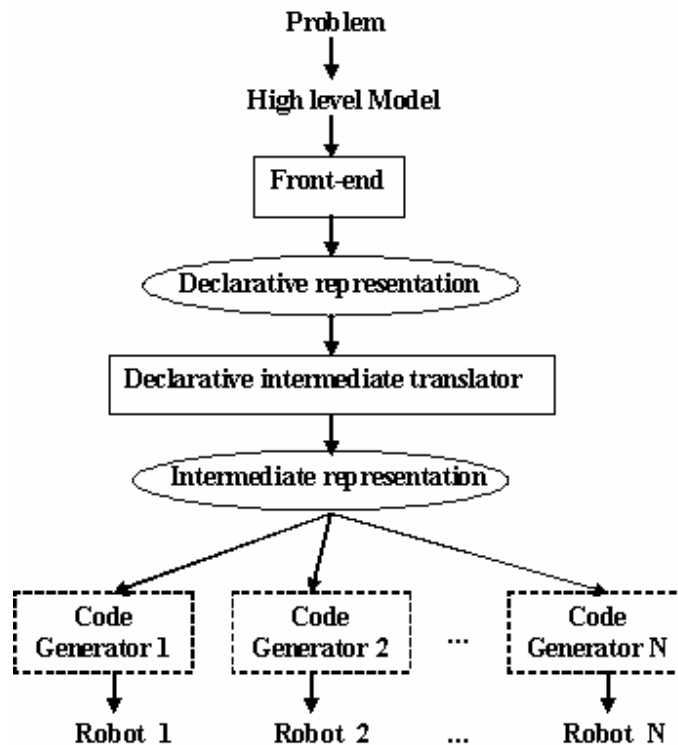 Problem
High level Model
Front-end
Declarative representation
Declarative intermediate translator
Intermediate representation
Code Code Code
Generator 1 Generator 2 ... Generator N
Robot 1 Robot 2 ... Robot N